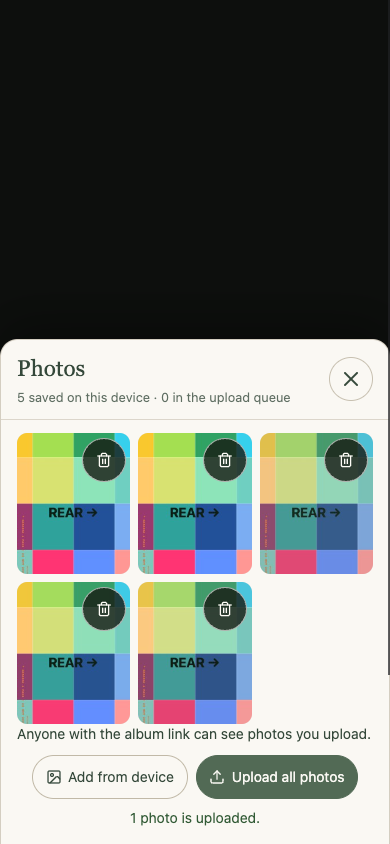 Photos
5 saved on this device · 0 in the upload queue
REAR →
REAR →
REAR →
REAR →
REAR →
Anyone with the album link can see photos you upload.
Add from device
Upload all photos
1 photo is uploaded.